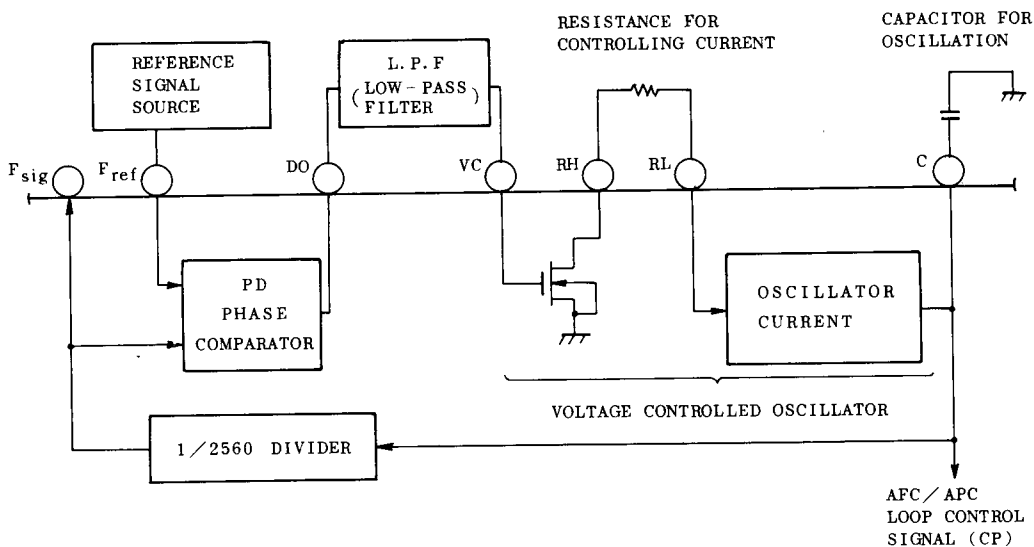 RESISTANCE FOR
CONTROLLING CURRENT
CAPACITOR FOR
OSCILLATION
REFERENCE
SIGNAL
SOURCE
L. P. F
(LOW-PASS
FILTER)
Fsig
Fref
DO
VC
RH
RL
C
PD
PHASE
COMPARATOR
OSCILLATOR
CURRENT
VOLTAGE CONTROLLED OSCILLATOR
1/2560 DIVIDER
AFC/APC
LOOP CONTROL
SIGNAL (CP)